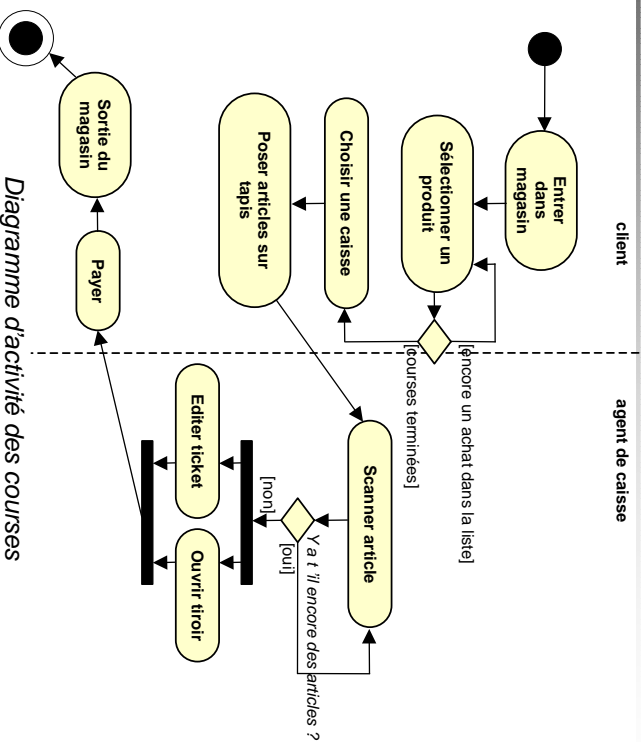 client
agent de caisse
Entrer
dans
magasin
Sélectionner un
produit
[encore un achat dans la liste]
[courses terminées]
Choisir une caisse
Poser articles sur
tapis
Scanner article
Y a t 'il encore des articles ?
[oui]
[non]
Editer ticket
Ouvrir tiroir
Payer
Sortie du
magasin
Diagramme d'activité des courses